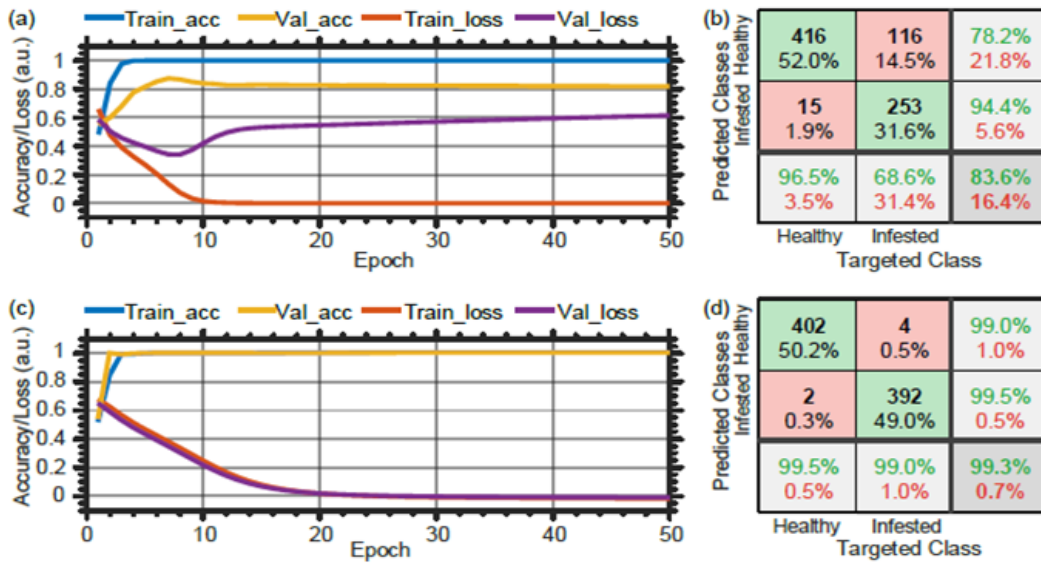 (a)
Train_acc Val_acc Train_loss Val_loss
Accuracy/Loss (a.u.)
1
0.8
0.6
0.4
0.2
0
0 10 20 30 40 50
Epoch
(b)
Predicted Classes
Infested Healthy
416 116 78.2%
52.0% 14.5% 21.8%
15 253 94.4%
1.9% 31.6% 5.6%
96.5% 68.6% 83.6%
3.5% 31.4% 16.4%
Healthy Infested
Targeted Class
(c)
Train_acc Val_acc Train_loss Val_loss
Accuracy/Loss (a.u.)
1
0.8
0.6
0.4
0.2
0
0 10 20 30 40 50
Epoch
(d)
Predicted Classes
Infested Healthy
402 4 99.0%
50.2% 0.5% 1.0%
2 392 99.5%
0.3% 49.0% 0.5%
99.5% 99.0% 99.3%
0.5% 1.0% 0.7%
Healthy Infested
Targeted Class